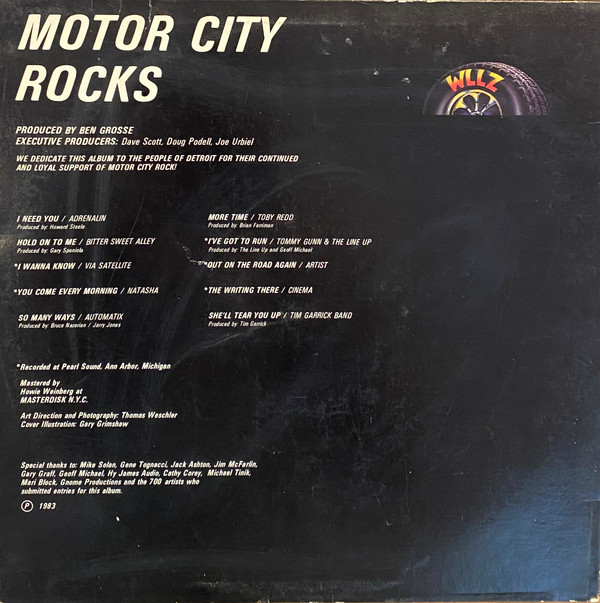 MOTOR CITY
ROCKS
WLLZ
PRODUCED BY BEN GROSSE
EXECUTIVE PRODUCERS: Dave Scott, Doug Podell, Joe Urbiel
WE DEDICATE THIS ALBUM TO THE PEOPLE OF DETROIT FOR THEIR CONTINUED
AND LOYAL SUPPORT OF MOTOR CITY ROCK!
I NEED YOU / ADRENALIN
Produced by: Howard Steele
HOLD ON TO ME / BITTER SWEET ALLEY
Produced by: Gary Spaniola
*I WANNA KNOW / VIA SATELLITE
*YOU COME EVERY MORNING / NATASHA
SO MANY WAYS / AUTOMATIX
Produced by: Bruce Nazarian / Jerry Jones
MORE TIME / TOBY REDD
Produced by: Brian Ferriman
*I'VE GOT TO RUN / TOMMY GUNN & THE LINE UP
Produced by: The Line Up and Geoff Michael
*OUT ON THE ROAD AGAIN / ARTIST
*THE WRITING THERE / CINEMA
SHE'LL TEAR YOU UP / TIM GARRICK BAND
Produced by: Tim Garrick
*Recorded at Pearl Sound, Ann Arbor, Michigan
Mastered by
Howie Weinberg at
MASTERDISK N.Y.C.
Art Direction and Photography: Thomas Weschler
Cover Illustration: Gary Grimshaw
Special thanks to: Mike Solan, Gene Tognacci, Jack Ashton, Jim McFarlin,
Gary Graff, Geoff Michael, Hy James Audio, Cathy Corey, Michael Tinik,
Meri Block, Gnome Productions and the 700 artists who
submitted entries for this album.
Ⓟ 1983